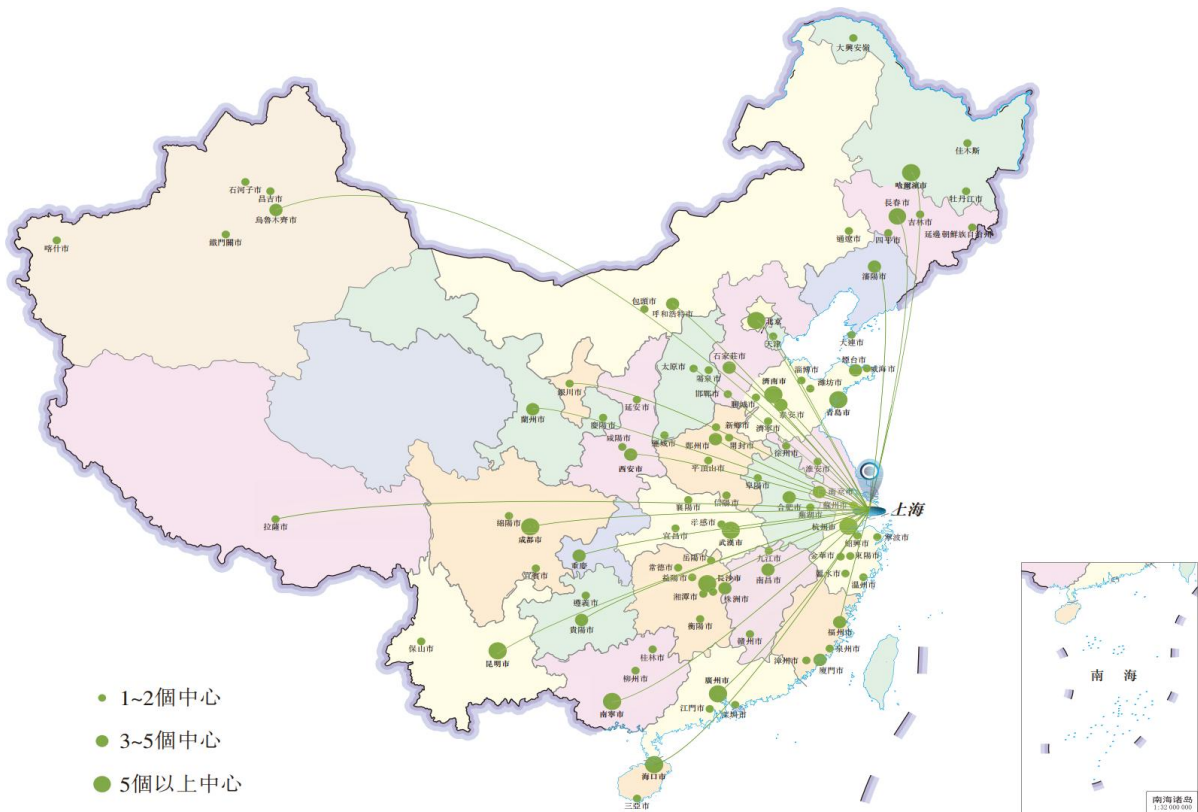 大興安嶺
佳木斯
哈爾濱市
牡丹江市
石河子市
昌吉市
烏魯木齊市
長春市
吉林市
喀什市
鐵門關市
通遼市
四平市
延邊朝鮮族自治州
瀋陽市
包頭市
呼和浩特市
北京
天津
大連市
石家莊市
太原市
陽泉市
淄博市
煙台市
威海市
濰坊市
銀川市
邯鄲市
濟南市
聊城市
泰安市
青島市
延安市
蘭州市
慶陽市
濟寧市
咸陽市
新鄉市
鄭州市
開封市
徐州市
西安市
平頂山市
淮安市
阜陽市
襄陽市
信陽市
合肥市
蕪湖市
上海
拉薩市
成都市
宜昌市
武漢市
杭州市
紹興市
寧波市
重慶
岳陽市
九江市
金華市
東陽市
常德市
益陽市
長沙市
南昌市
麗水市
溫州市
湘潭市
株洲市
遵義市
貴陽市
衡陽市
福州市
保山市
昆明市
贛州市
桂林市
泉州市
漳州市
廈門市
柳州市
廣州市
南寧市
江門市
深圳市
海口市
三亞市
1~2個中心
3~5個中心
5個以上中心
南 海
南海诸岛
1:32 000 000